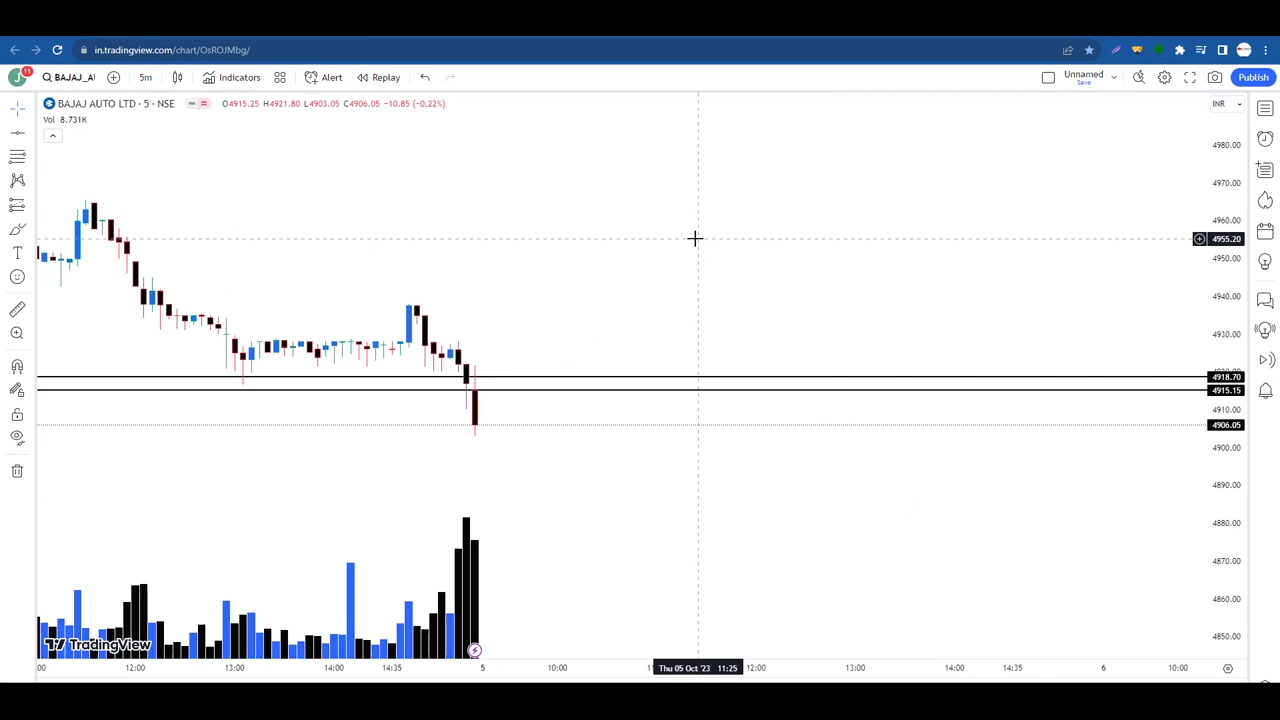 in.tradingview.com/chart/OsROJMbg/
J
11
BAJAJ_AU
5m
Indicators
Alert
Replay
Unnamed
Save
Publish
BAJAJ AUTO LTD · 5 · NSE
O4915.25 H4921.80 L4903.05 C4906.05 −10.85 (−0.22%)
INR
Vol 8.731K
4980.00
4970.00
4960.00
4955.20
4950.00
4940.00
4930.00
4918.70
4915.15
4910.00
4906.05
4900.00
4890.00
4880.00
4870.00
4860.00
4850.00
TradingView
:00 12:00 13:00 14:00 14:35 5 10:00 Thu 05 Oct '23 11:25 12:00 13:00 14:00 14:35 6 10:00